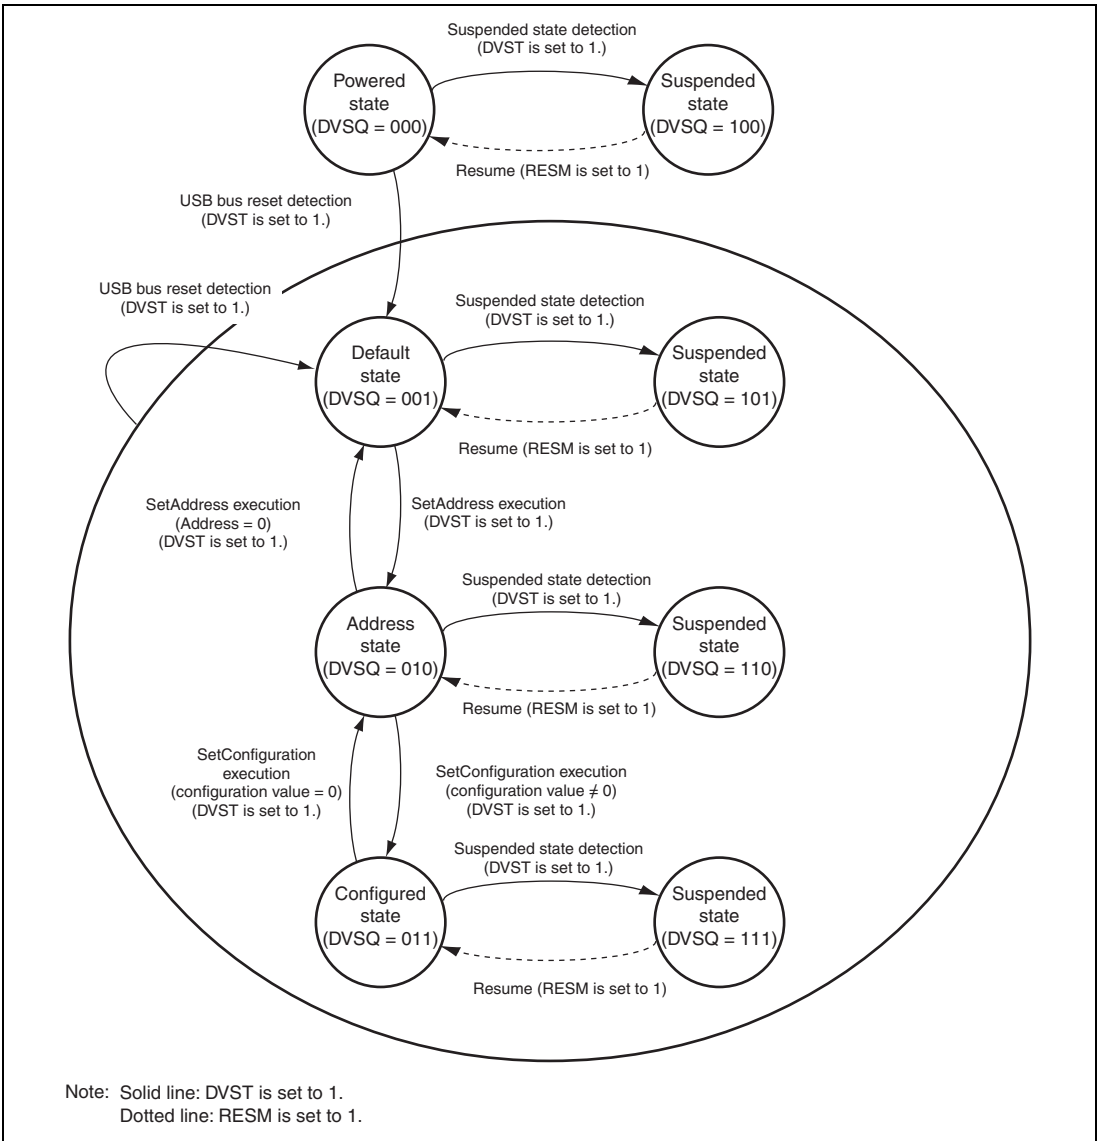 Suspended state detection
(DVST is set to 1.)
Powered
state
(DVSQ = 000)
Suspended
state
(DVSQ = 100)
Resume (RESM is set to 1)
USB bus reset detection
(DVST is set to 1.)
USB bus reset detection
(DVST is set to 1.)
Suspended state detection
(DVST is set to 1.)
Default
state
(DVSQ = 001)
Suspended
state
(DVSQ = 101)
Resume (RESM is set to 1)
SetAddress execution
(Address = 0)
(DVST is set to 1.)
SetAddress execution
(DVST is set to 1.)
Suspended state detection
(DVST is set to 1.)
Address
state
(DVSQ = 010)
Suspended
state
(DVSQ = 110)
Resume (RESM is set to 1)
SetConfiguration
execution
(configuration value = 0)
(DVST is set to 1.)
SetConfiguration execution
(configuration value ≠ 0)
(DVST is set to 1.)
Suspended state detection
(DVST is set to 1.)
Configured
state
(DVSQ = 011)
Suspended
state
(DVSQ = 111)
Resume (RESM is set to 1)
Note: Solid line: DVST is set to 1.
Dotted line: RESM is set to 1.